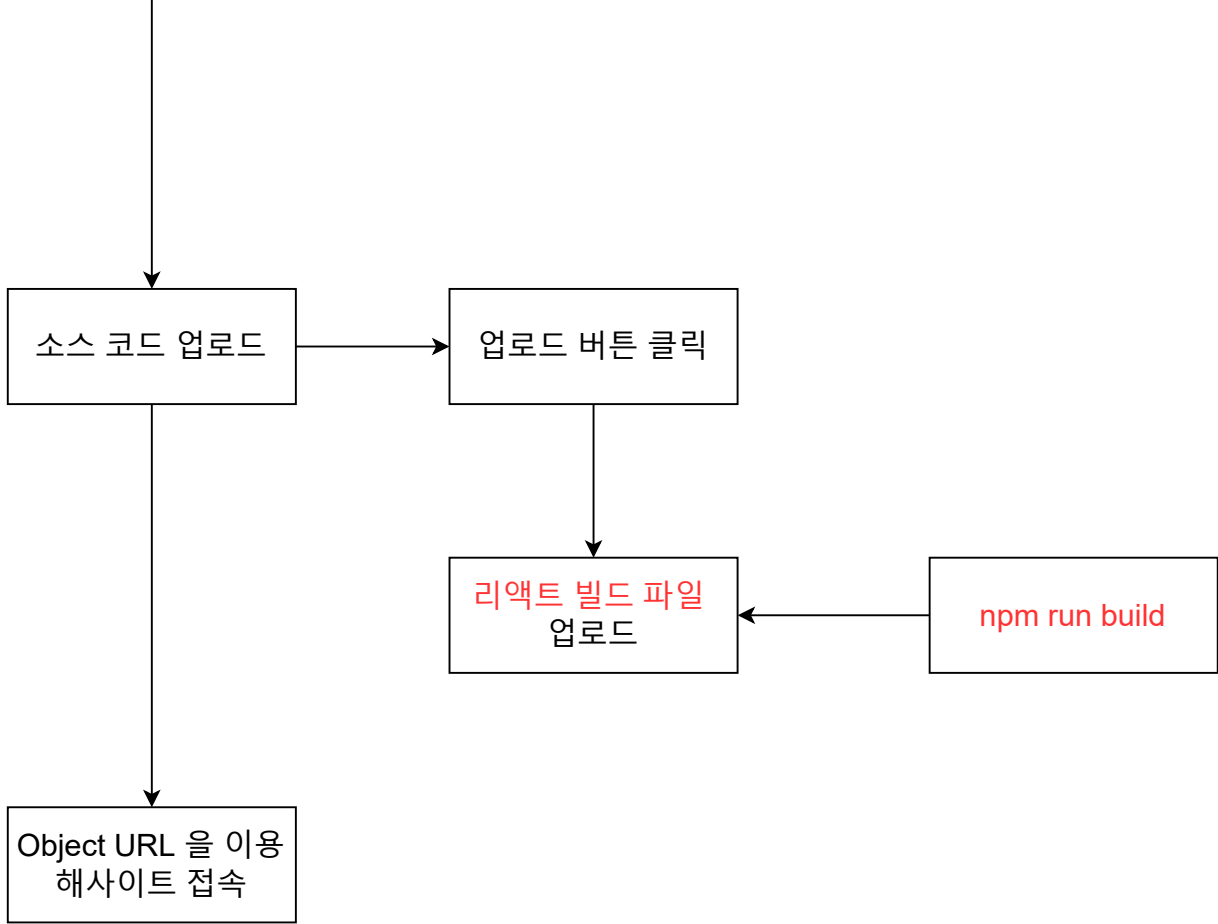 소스 코드 업로드
업로드 버튼 클릭
리액트 빌드 파일
업로드
npm run build
Object URL 을 이용
해사이트 접속